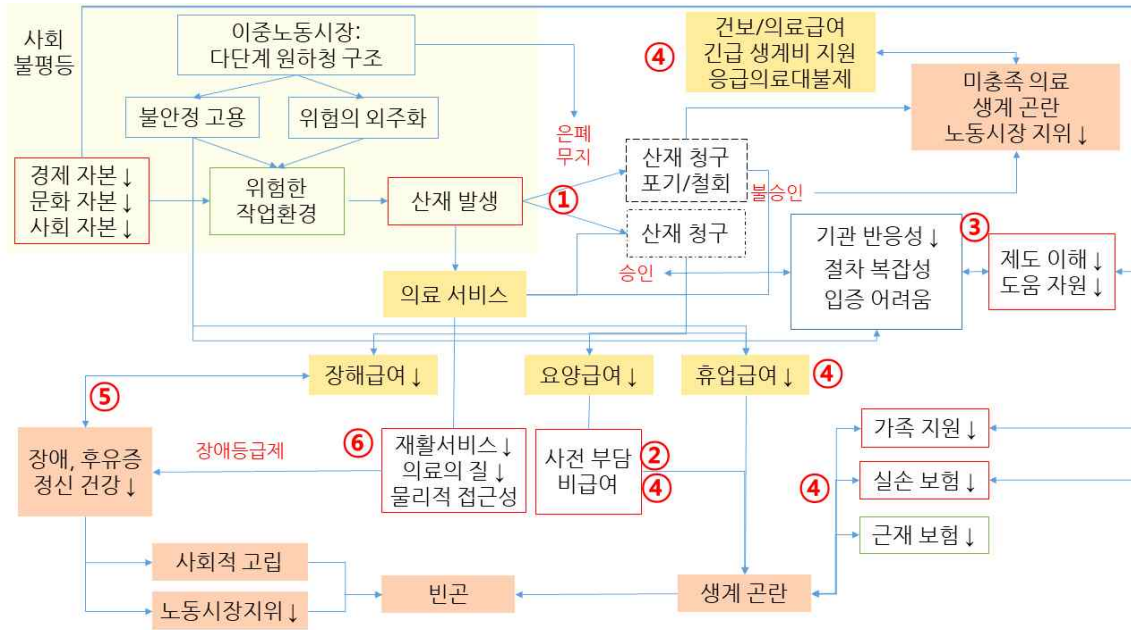 사회
불평등
이중노동시장:
다단계 원하청 구조
불안정 고용
위험의 외주화
경제 자본↓
문화 자본↓
사회 자본↓
위험한
작업환경
산재 발생
은폐
무지
①
산재 청구
포기/철회
산재 청구
불승인
승인
④
건보/의료급여
긴급 생계비 지원
응급의료대불제
미충족 의료
생계 곤란
노동시장 지위↓
기관 반응성↓
절차 복잡성
입증 어려움
③
제도 이해↓
도움 자원↓
의료 서비스
장해급여↓
요양급여↓
휴업급여↓
④
⑤
장애, 후유증
정신 건강↓
장애등급제
⑥
재활서비스↓
의료의 질↓
물리적 접근성
사전 부담
비급여
②
④
④
가족 지원↓
실손 보험↓
근재 보험↓
사회적 고립
노동시장지위↓
빈곤
생계 곤란